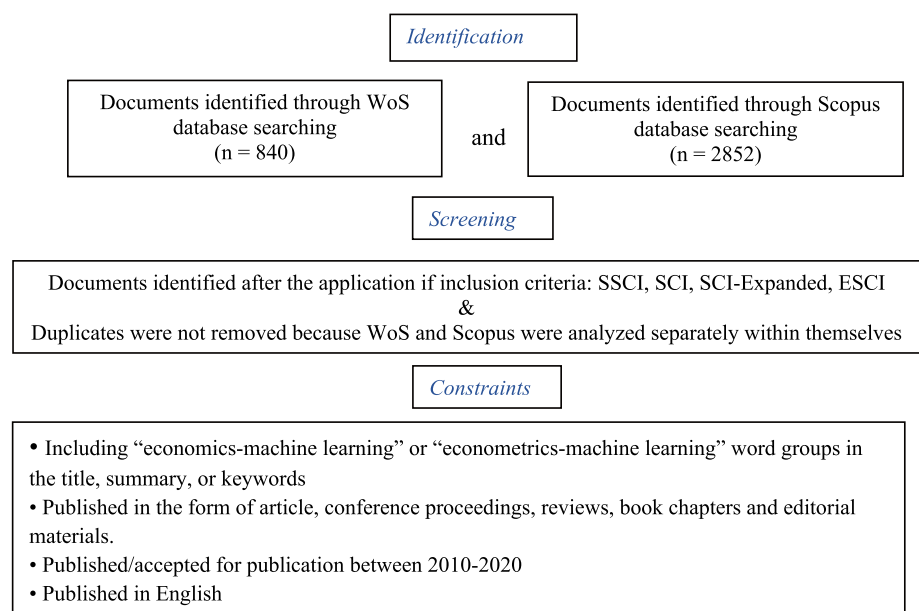 Identification
Documents identified through WoS
database searching
(n = 840)
and
Documents identified through Scopus
database searching
(n = 2852)
Screening
Documents identified after the application if inclusion criteria: SSCI, SCI, SCI-Expanded, ESCI
&
Duplicates were not removed because WoS and Scopus were analyzed separately within themselves
Constraints
• Including “economics-machine learning” or “econometrics-machine learning” word groups in
the title, summary, or keywords
• Published in the form of article, conference proceedings, reviews, book chapters and editorial
materials.
• Published/accepted for publication between 2010-2020
• Published in English